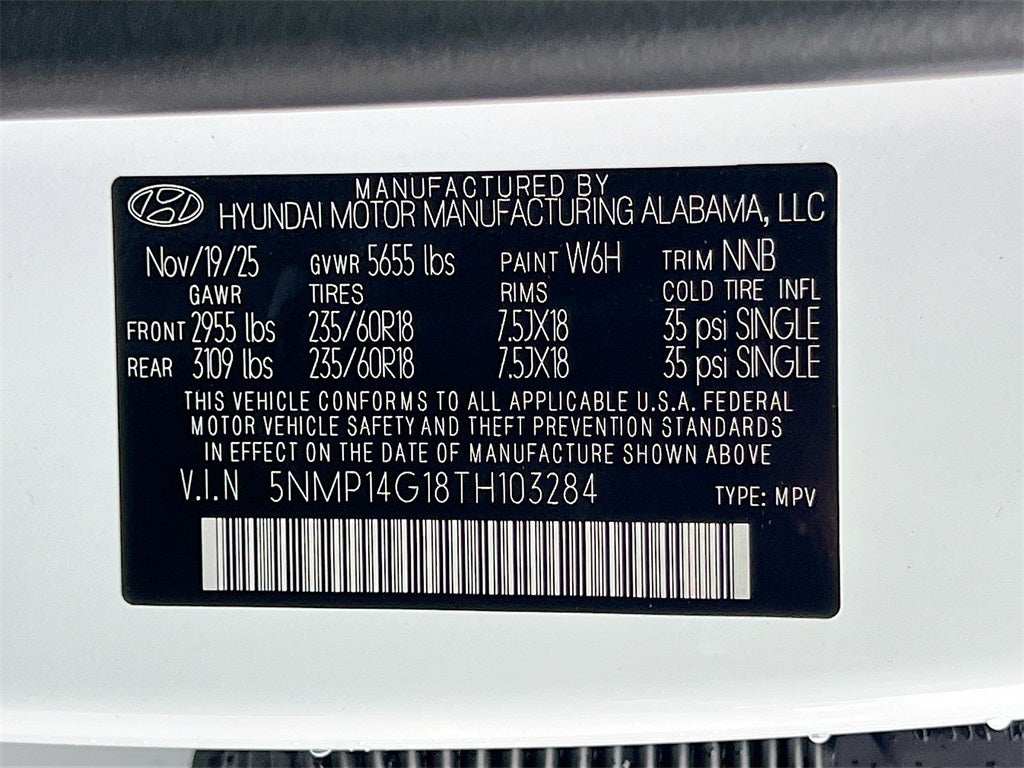 MANUFACTURED BY
HYUNDAI MOTOR MANUFACTURING ALABAMA, LLC
Nov/19/25 GVWR 5655 lbs PAINT W6H TRIM NNB
GAWR TIRES RIMS COLD TIRE INFL
FRONT 2955 lbs 235/60R18 7.5JX18 35 psi SINGLE
REAR 3109 lbs 235/60R18 7.5JX18 35 psi SINGLE
THIS VEHICLE CONFORMS TO ALL APPLICABLE U.S.A. FEDERAL
MOTOR VEHICLE SAFETY AND THEFT PREVENTION STANDARDS
IN EFFECT ON THE DATE OF MANUFACTURE SHOWN ABOVE
V.I.N 5NMP14G18TH103284 TYPE: MPV